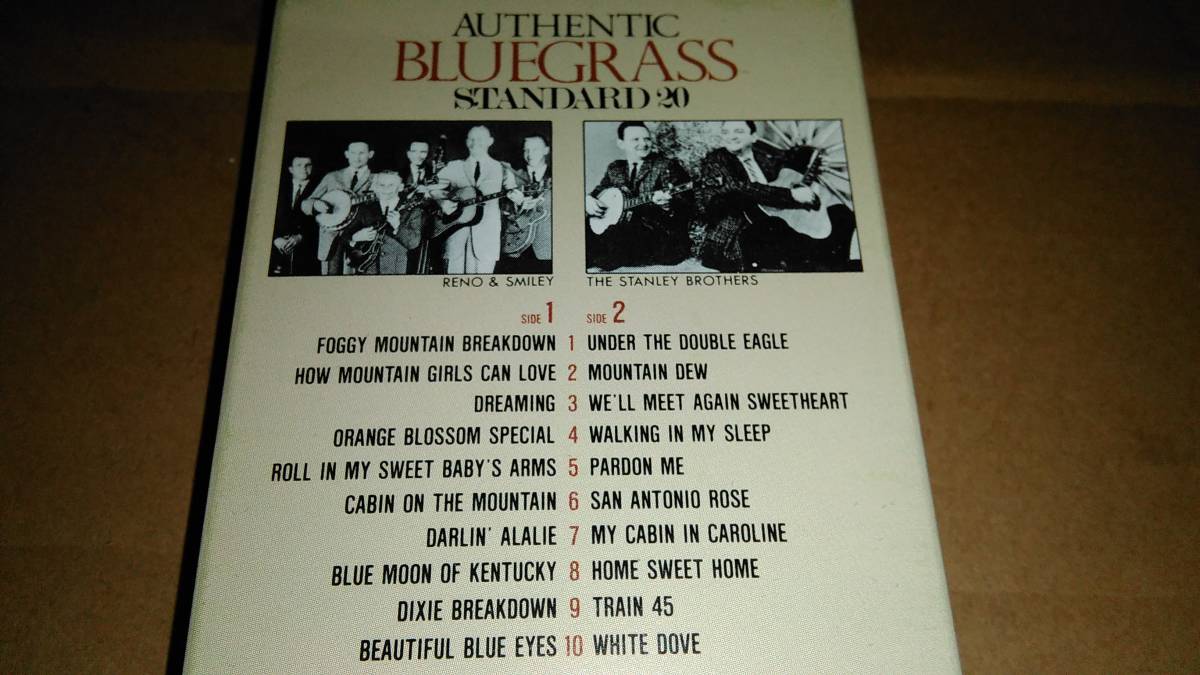 AUTHENTIC
BLUEGRASS
STANDARD 20
RENO & SMILEY
THE STANLEY BROTHERS
SIDE 1
SIDE 2
FOGGY MOUNTAIN BREAKDOWN 1 UNDER THE DOUBLE EAGLE
HOW MOUNTAIN GIRLS CAN LOVE 2 MOUNTAIN DEW
DREAMING 3 WE'LL MEET AGAIN SWEETHEART
ORANGE BLOSSOM SPECIAL 4 WALKING IN MY SLEEP
ROLL IN MY SWEET BABY'S ARMS 5 PARDON ME
CABIN ON THE MOUNTAIN 6 SAN ANTONIO ROSE
DARLIN' ALALIE 7 MY CABIN IN CAROLINE
BLUE MOON OF KENTUCKY 8 HOME SWEET HOME
DIXIE BREAKDOWN 9 TRAIN 45
BEAUTIFUL BLUE EYES 10 WHITE DOVE